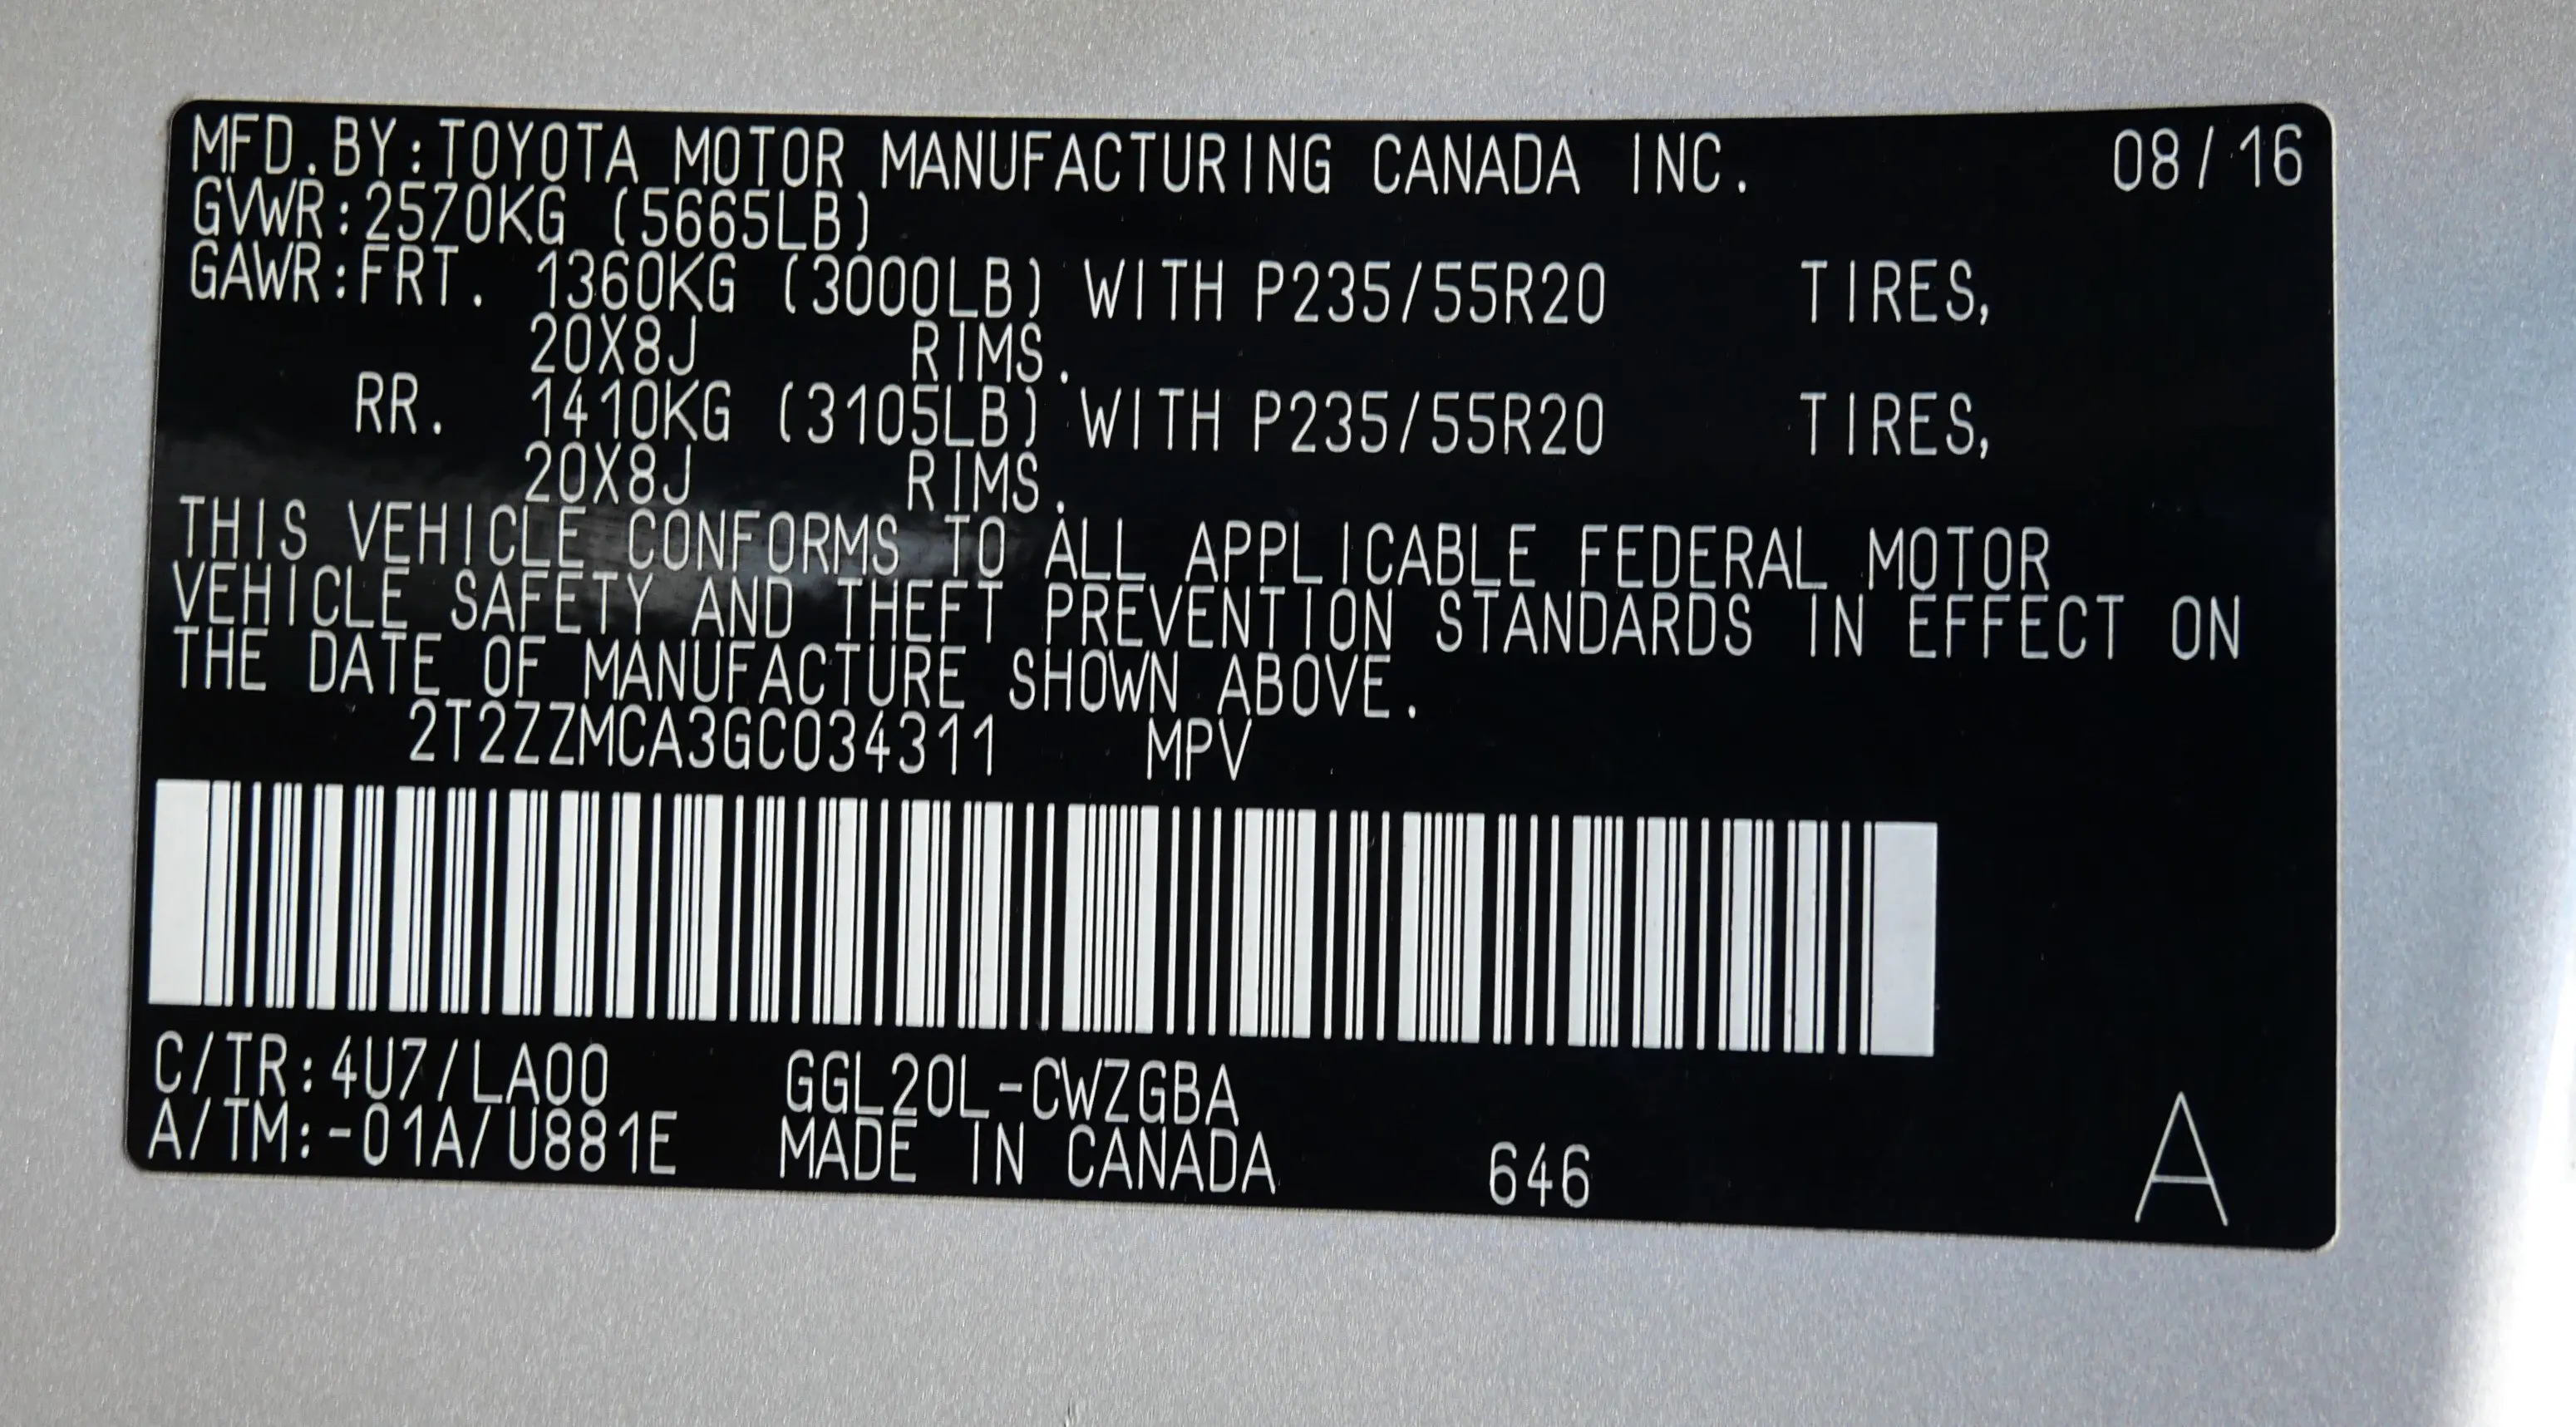 MFD.BY:TOYOTA MOTOR MANUFACTURING CANADA INC. 08/16
GVWR:2570KG (5665LB)
GAWR:FRT. 1360KG (3000LB) WITH P235/55R20 TIRES,
20X8J RIMS.
RR. 1410KG (3105LB) WITH P235/55R20 TIRES,
20X8J RIMS.
THIS VEHICLE CONFORMS TO ALL APPLICABLE FEDERAL MOTOR
VEHICLE SAFETY AND THEFT PREVENTION STANDARDS IN EFFECT ON
THE DATE OF MANUFACTURE SHOWN ABOVE.
2T2ZZMCA3GC034311 MPV
C/TR:4U7/LA00 GGL20L-CWZGBA
A/TM:-01A/U881E MADE IN CANADA 646 A